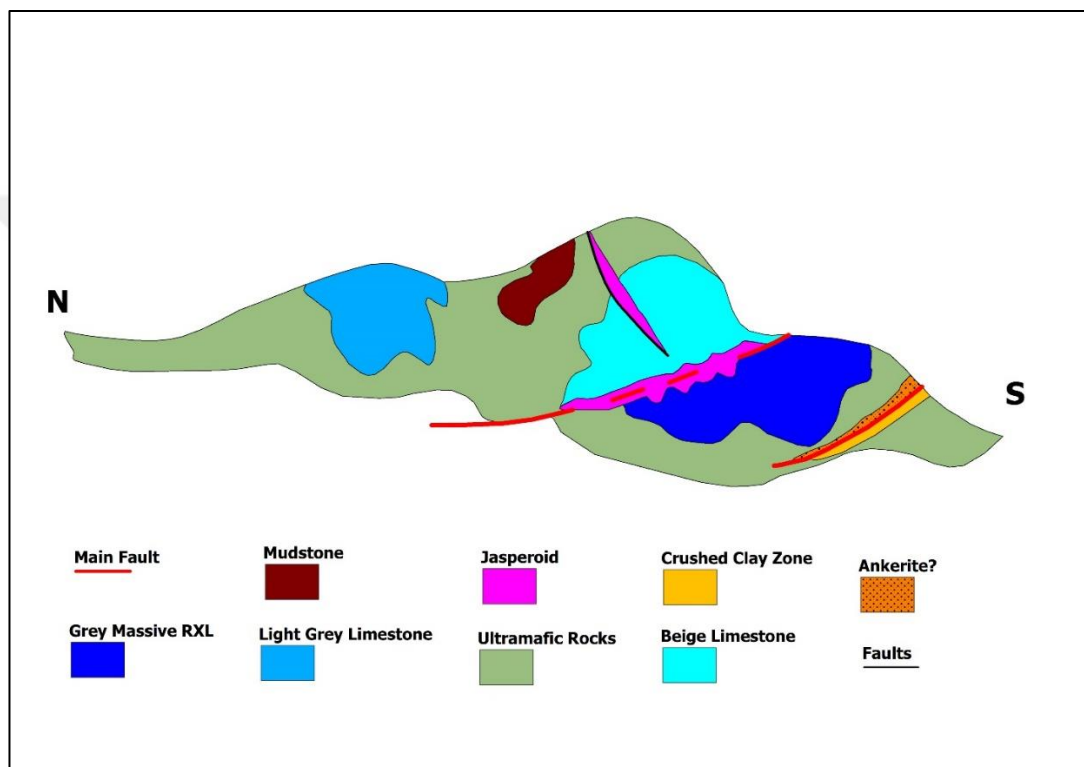 N
S
Main Fault
Mudstone
Jasperoid
Crushed Clay Zone
Ankerite?
Grey Massive RXL
Light Grey Limestone
Ultramafic Rocks
Beige Limestone
Faults